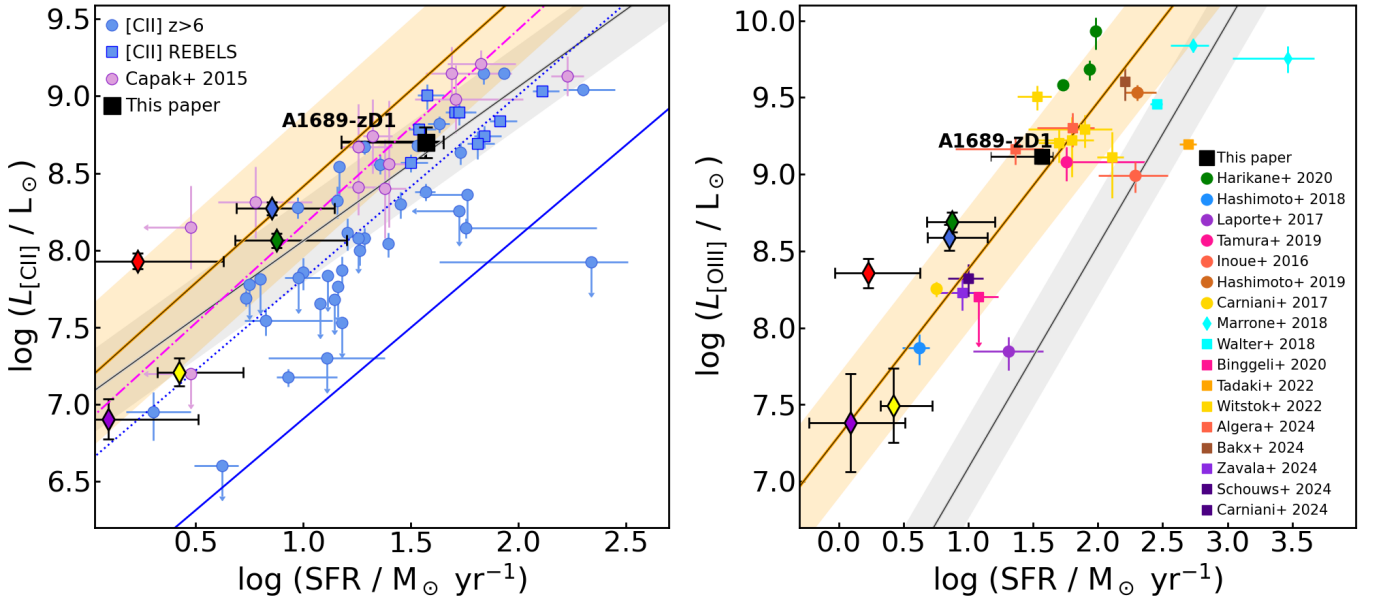 [CII] z>6
[CII] REBELS
Capak+ 2015
This paper
A1689-zD1
9.5
9.0
8.5
8.0
7.5
7.0
6.5
log (L[CII] / L⊙)
0.5
1.0
1.5
2.0
2.5
log (SFR / M⊙ yr⁻¹)
A1689-zD1
This paper
Harikane+ 2020
Hashimoto+ 2018
Laporte+ 2017
Tamura+ 2019
Inoue+ 2016
Hashimoto+ 2019
Carniani+ 2017
Marrone+ 2018
Walter+ 2018
Binggeli+ 2020
Tadaki+ 2022
Witstok+ 2022
Algera+ 2024
Bakx+ 2024
Zavala+ 2024
Schouws+ 2024
Carniani+ 2024
10.0
9.5
9.0
8.5
8.0
7.5
7.0
log (L[OIII] / L⊙)
0.0
0.5
1.0
1.5
2.0
2.5
3.0
3.5
log (SFR / M⊙ yr⁻¹)